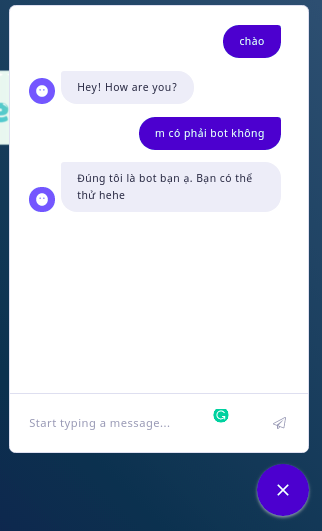 chào
Hey! How are you?
m có phải bot không
Đúng tôi là bot bạn ạ. Bạn có thể
thử hehe
Start typing a message...